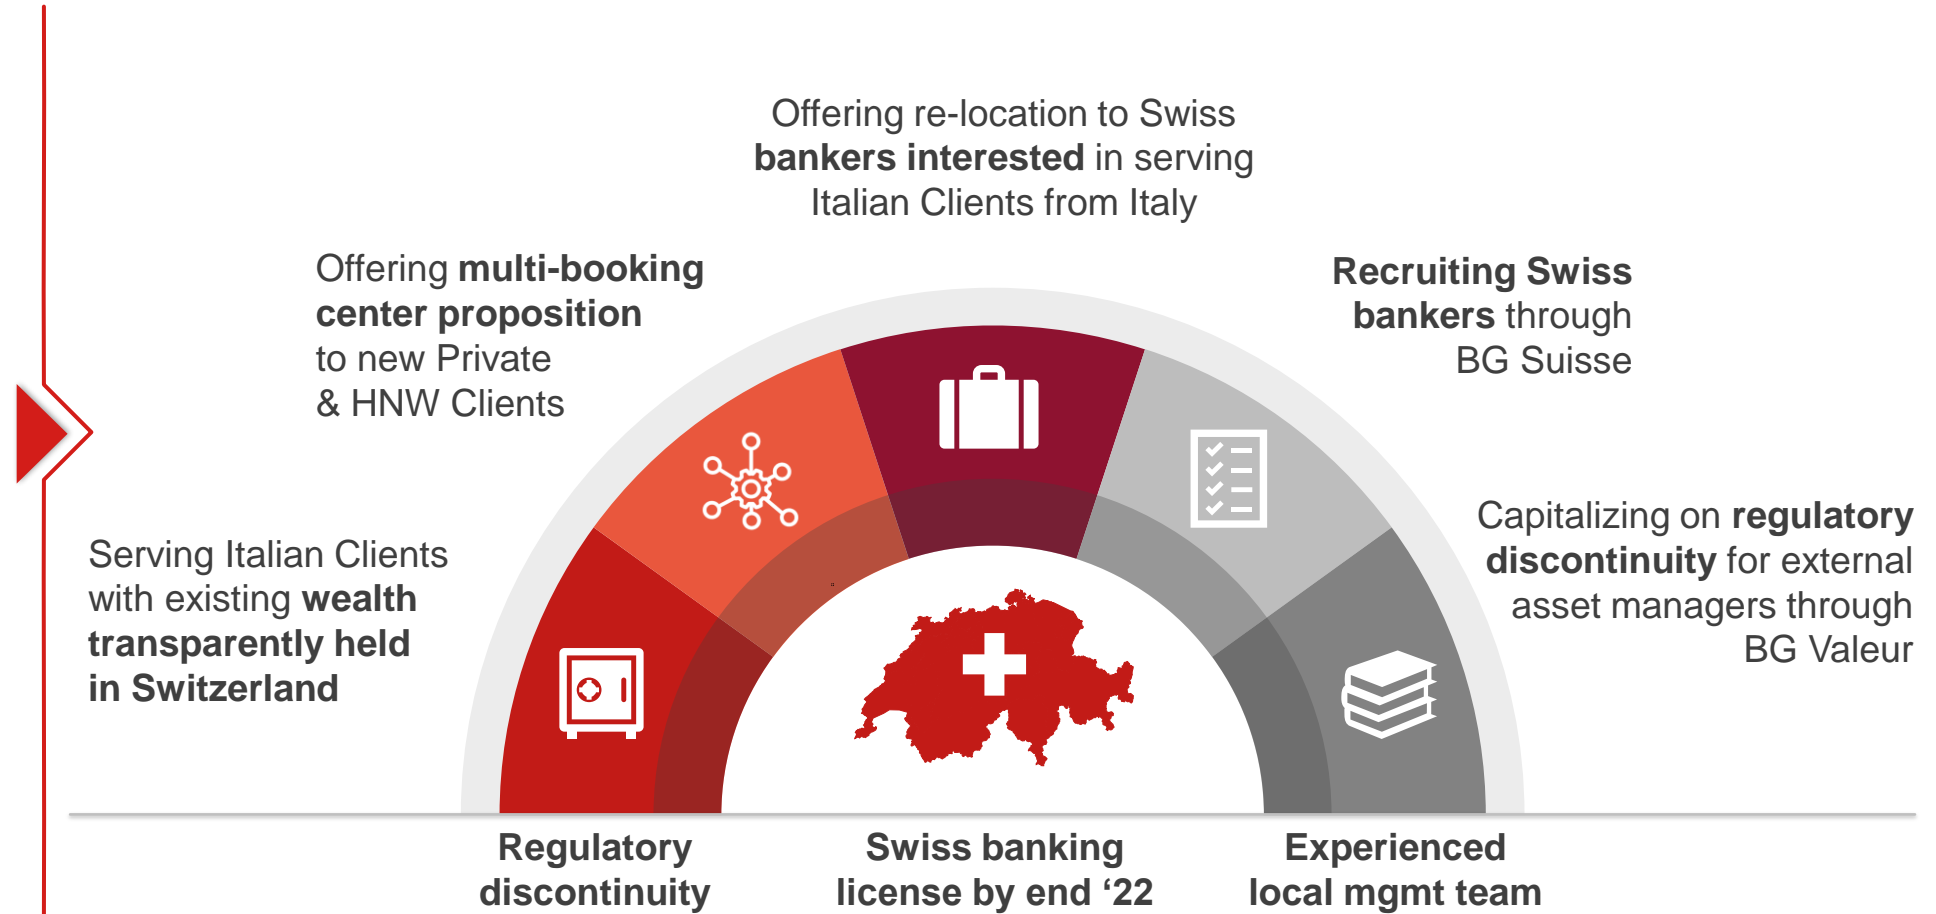 Offering re-location to Swiss
bankers interested in serving
Italian Clients from Italy
Offering multi-booking
center proposition
to new Private
& HNW Clients
Recruiting Swiss
bankers through
BG Suisse
Serving Italian Clients
with existing wealth
transparently held
in Switzerland
Capitalizing on regulatory
discontinuity for external
asset managers through
BG Valeur
Regulatory
discontinuity
Swiss banking
license by end ‘22
Experienced
local mgmt team